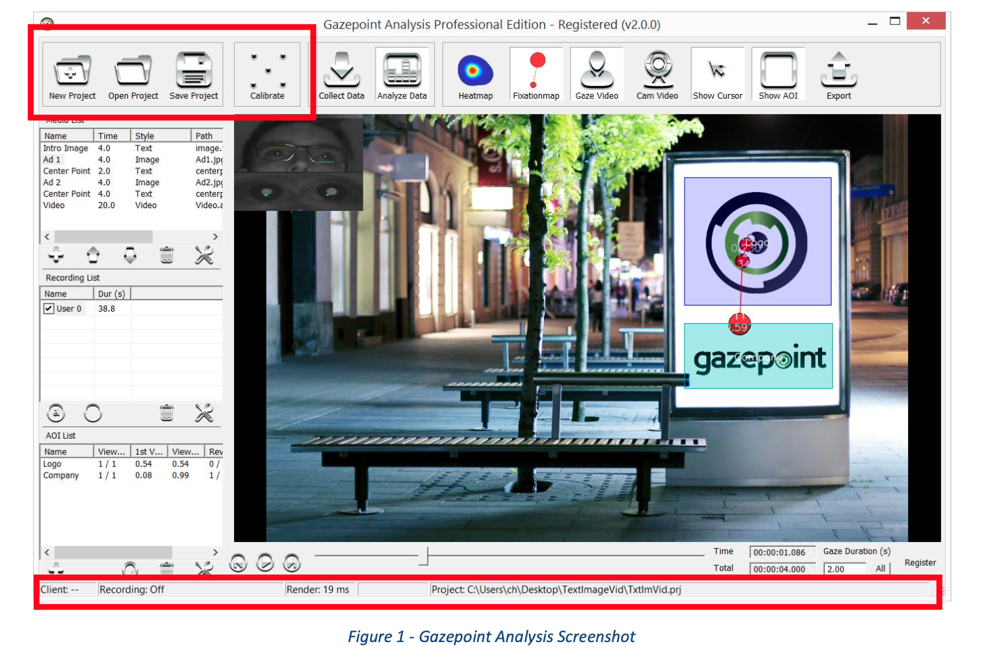 Gazepoint Analysis Professional Edition - Registered (v2.0.0)
New Project Open Project Save Project Calibrate Collect Data Analyze Data Heatmap Fixationmap Gaze Video Cam Video Show Cursor Show AOI Export
Media List
Name Time Style Path
Intro Image 4.0 Text image.
Ad 1 4.0 Image Ad1.jpg
Center Point 2.0 Text centerp
Ad 2 4.0 Image Ad2.jpg
Center Point 4.0 Text centerp
Video 20.0 Video Video.a
Recording List
Name Dur (s)
User 0 38.8
AOI List
Name View... 1st V... View... Rev
Logo 1 / 1 0.54 0.54 0 /
Company 1 / 1 0.08 0.99 1 /
Logo
34
11
0.59
Company
gazepoint
Time 00:00:01.086 Gaze Duration (s)
Total 00:00:04.000 2.00 All Register
Client: -- Recording: Off Render: 19 ms Project: C:\Users\ch\Desktop\TextImageVid\TxtImVid.prj
Figure 1 - Gazepoint Analysis Screenshot